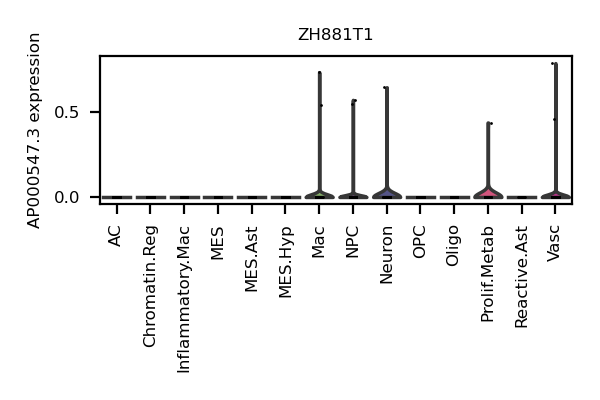 ZH881T1
AP000547.3 expression
0.5
0.0
AC
Chromatin.Reg
Inflammatory.Mac
MES
MES.Ast
MES.Hyp
Mac
NPC
Neuron
OPC
Oligo
Prolif.Metab
Reactive.Ast
Vasc